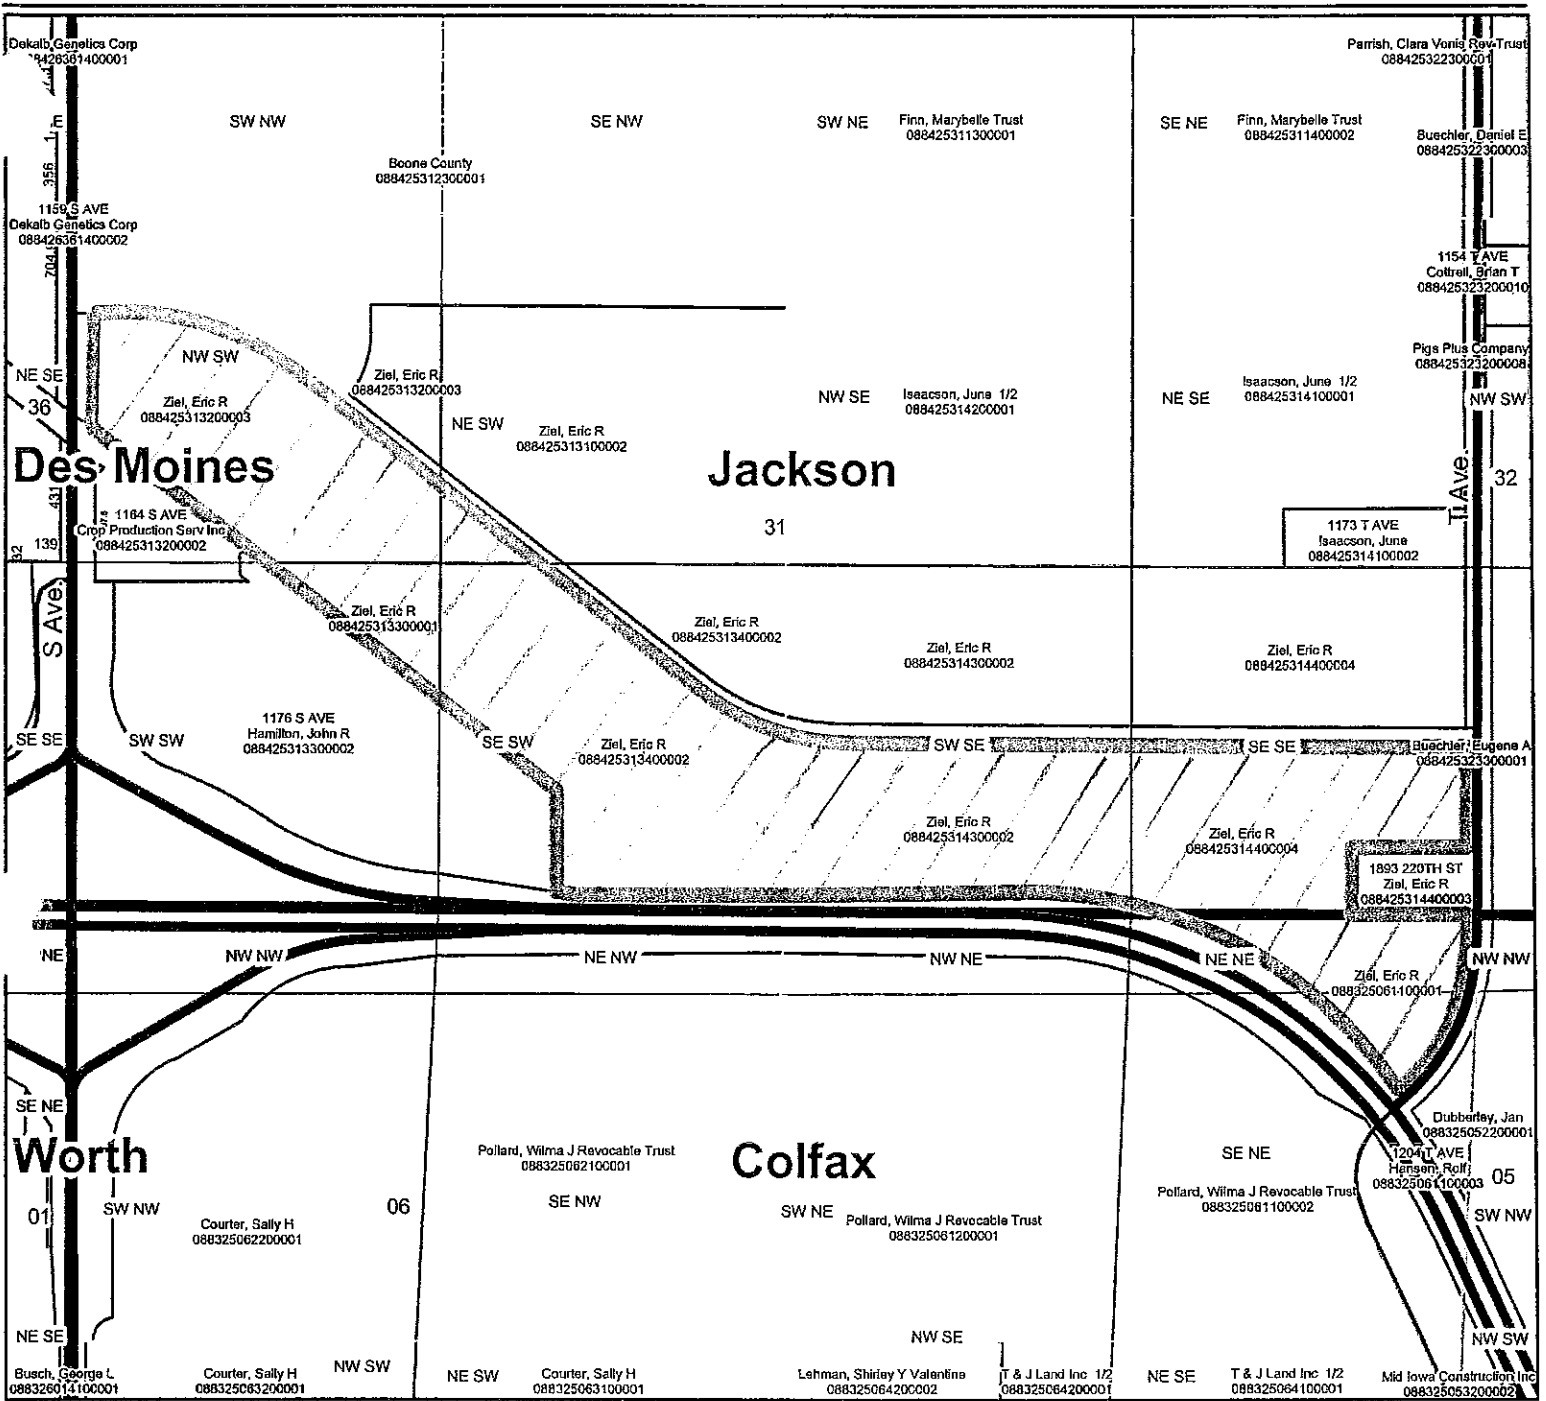 Dekalb Genetics Corp
088426361400001
Parrish, Clara Vonis Rev Trust
088425322300001
SW NW
SE NW
SW NE
Finn, Marybelle Trust
088425311300001
SE NE
Finn, Marybelle Trust
088425311400002
Buechler, Daniel E
088425322300003
Boone County
088425312300001
356
1159 S AVE
Dekalb Genetics Corp
088426361400002
704
1154 T AVE
Cottrell, Brian T
088425323200010
NW SW
Pigs Plus Company
088425323200008
NE SE
36
Ziel, Eric R
088425313200003
Ziel, Eric R
088425313200003
NE SW
Ziel, Eric R
088425313100002
NW SE
Isaacson, June 1/2
088425314200001
NE SE
Isaacson, June 1/2
088425314100001
NW SW
Des Moines
Jackson
T Ave.
32
431
1164 S AVE
Crop Production Serv Inc
088425313200002
31
1173 T AVE
Isaacson, June
088425314100002
139
32
S Ave.
Ziel, Eric R
088425313300001
Ziel, Eric R
088425313400002
Ziel, Eric R
088425314300002
Ziel, Eric R
088425314400004
SE SE
SW SW
1176 S AVE
Hamilton, John R
088425313300002
SE SW
Ziel, Eric R
088425313400002
SW SE
SE SE
Buechler, Eugene A
088425323300001
Ziel, Eric R
088425314300002
Ziel, Eric R
088425314400004
1893 220TH ST
Ziel, Eric R
088425314400003
NE
NW NW
NE NW
NW NE
NE NE
NW NW
Ziel, Eric R
088325061100001
SE NE
Dubberley, Jan
088325052200001
Worth
Pollard, Wilma J Revocable Trust
088325062100001
Colfax
SE NE
1204 T AVE
Hansen, Rolf
088325061100003
05
01
SW NW
06
SE NW
SW NE
Pollard, Wilma J Revocable Trust
088325061100002
SW NW
Courter, Sally H
088325062200001
Pollard, Wilma J Revocable Trust
088325061200001
NE SE
NW SE
NW SW
Busch, George L
088326014100001
Courter, Sally H
088325063200001
NW SW
NE SW
Courter, Sally H
088325063100001
Lehman, Shirley Y Valentine
088325064200002
T & J Land Inc 1/2
088325064200001
NE SE
T & J Land Inc 1/2
088325064100001
Mid Iowa Construction Inc
088325053200002